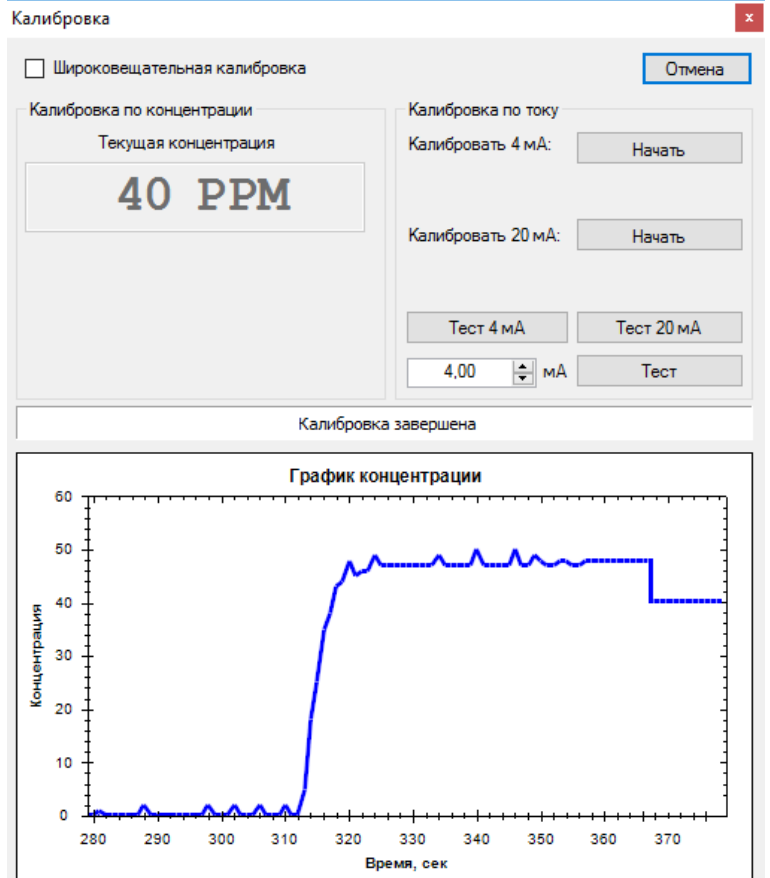 Калибровка
x
Широковещательная калибровка
Отмена
Калибровка по концентрации
Текущая концентрация
40 PPM
Калибровка по току
Калибровать 4 мА:
Начать
Калибровать 20 мА:
Начать
Тест 4 мА
Тест 20 мА
4,00
мА
Тест
Калибровка завершена
График концентрации
Концентрация
60
50
40
30
20
10
0
280 290 300 310 320 330 340 350 360 370
Время, сек